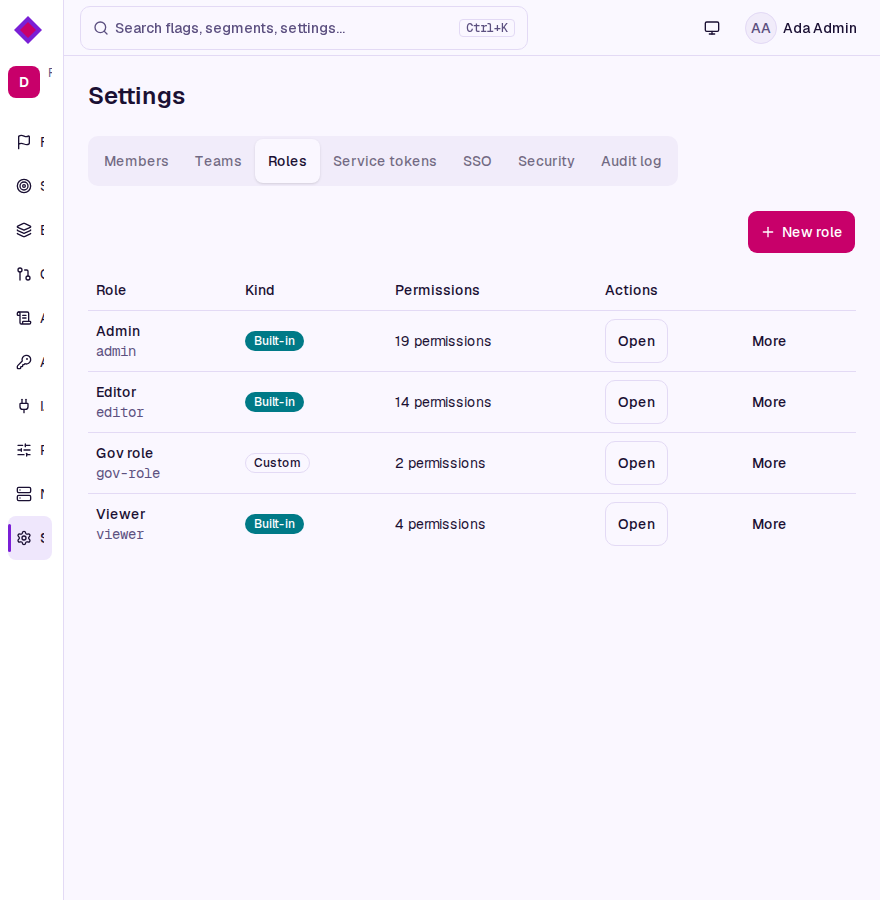 Search flags, segments, settings...
Ctrl+K
AA
Ada Admin
D
Settings
Members
Teams
Roles
Service tokens
SSO
Security
Audit log
New role
Role
Kind
Permissions
Actions
Admin
admin
Built-in
19 permissions
Open
More
Editor
editor
Built-in
14 permissions
Open
More
Gov role
gov-role
Custom
2 permissions
Open
More
Viewer
viewer
Built-in
4 permissions
Open
More